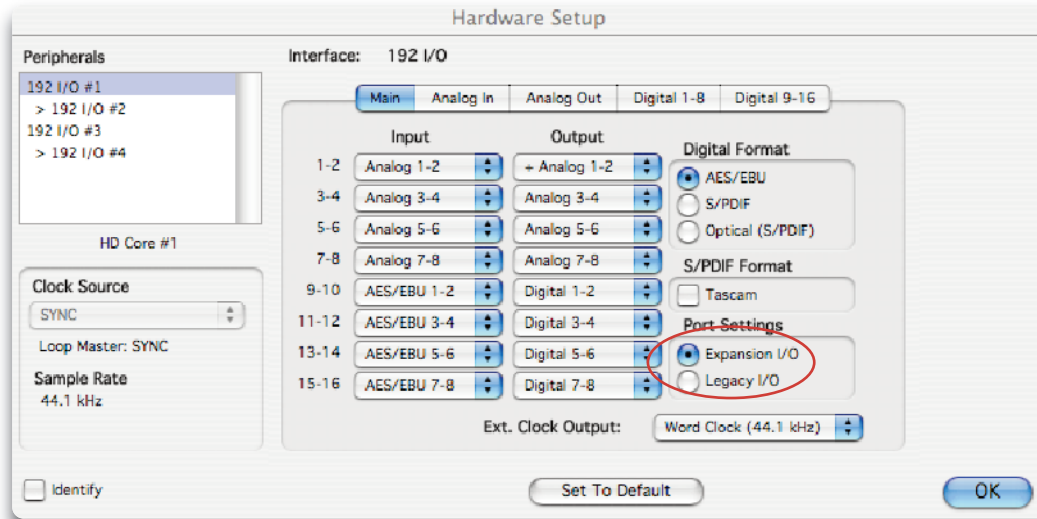 Hardware Setup
Peripherals
192 I/O #1
> 192 I/O #2
192 I/O #3
> 192 I/O #4
HD Core #1
Clock Source
SYNC
Loop Master: SYNC
Sample Rate
44.1 kHz
Identify
Interface: 192 I/O
Main Analog In Analog Out Digital 1-8 Digital 9-16
Input Output
1-2 Analog 1-2 + Analog 1-2
3-4 Analog 3-4 Analog 3-4
5-6 Analog 5-6 Analog 5-6
7-8 Analog 7-8 Analog 7-8
9-10 AES/EBU 1-2 Digital 1-2
11-12 AES/EBU 3-4 Digital 3-4
13-14 AES/EBU 5-6 Digital 5-6
15-16 AES/EBU 7-8 Digital 7-8
Digital Format
AES/EBU
S/PDIF
Optical (S/PDIF)
S/PDIF Format
Tascam
Port Settings
Expansion I/O
Legacy I/O
Ext. Clock Output: Word Clock (44.1 kHz)
Set To Default
OK